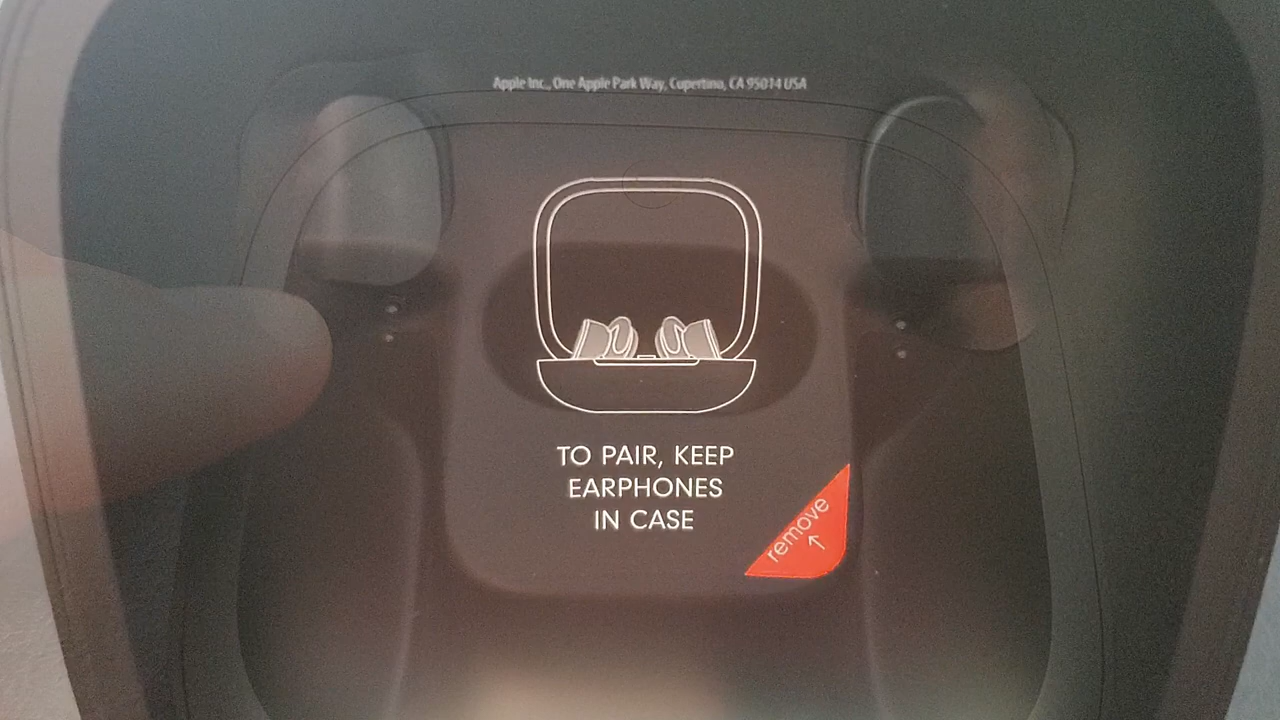 Apple Inc., One Apple Park Way, Cupertino, CA 95014 USA
TO PAIR, KEEP
EARPHONES
IN CASE
remove